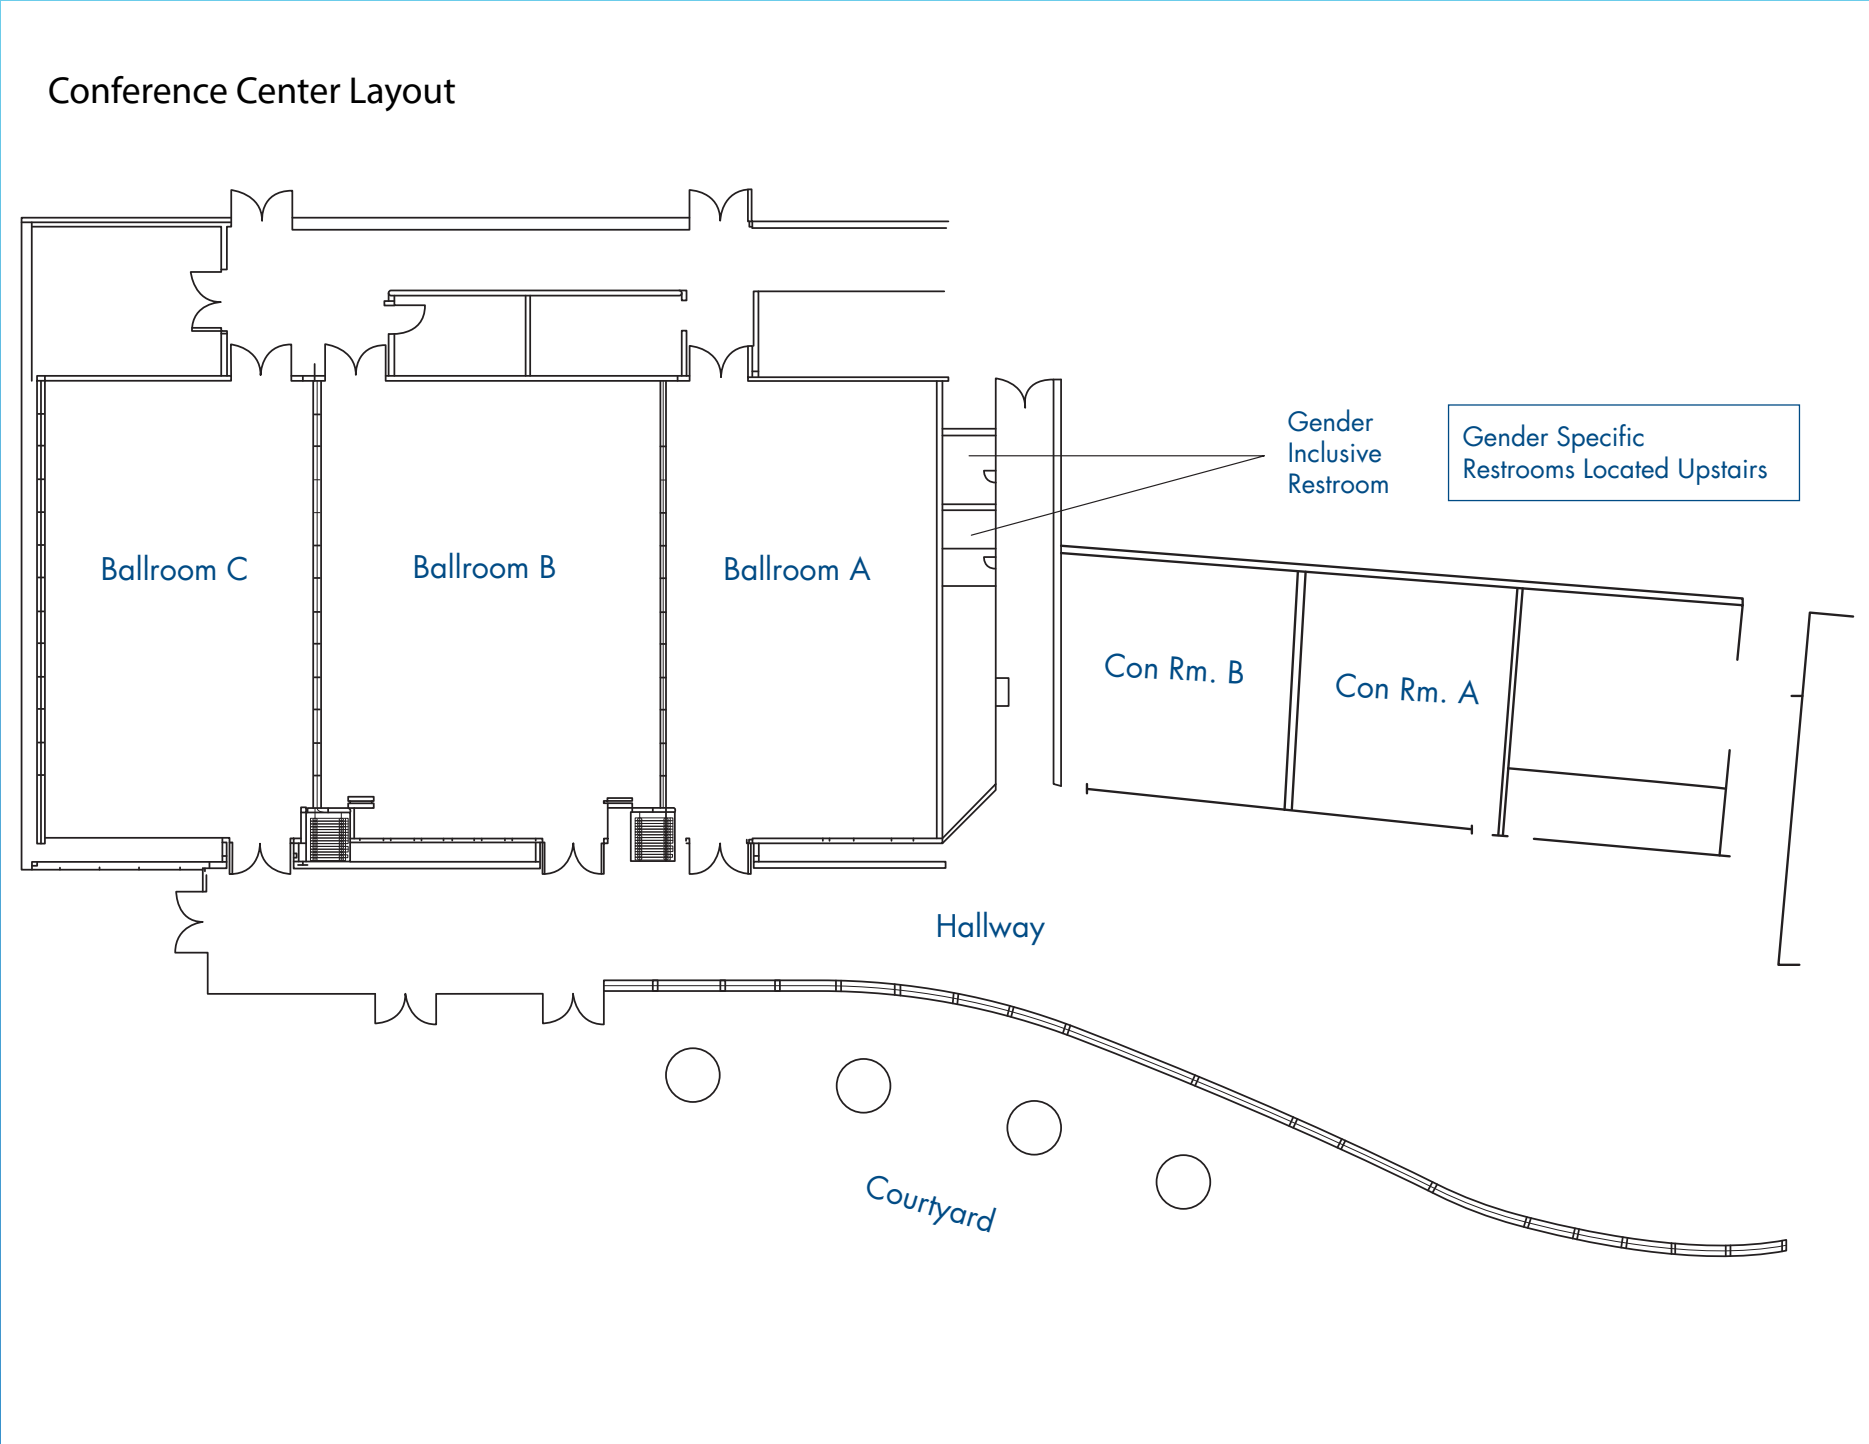 Conference Center Layout
Gender
Inclusive
Restroom
Gender Specific
Restrooms Located Upstairs
Ballroom C
Ballroom B
Ballroom A
Con Rm. B
Con Rm. A
Hallway
Courtyard